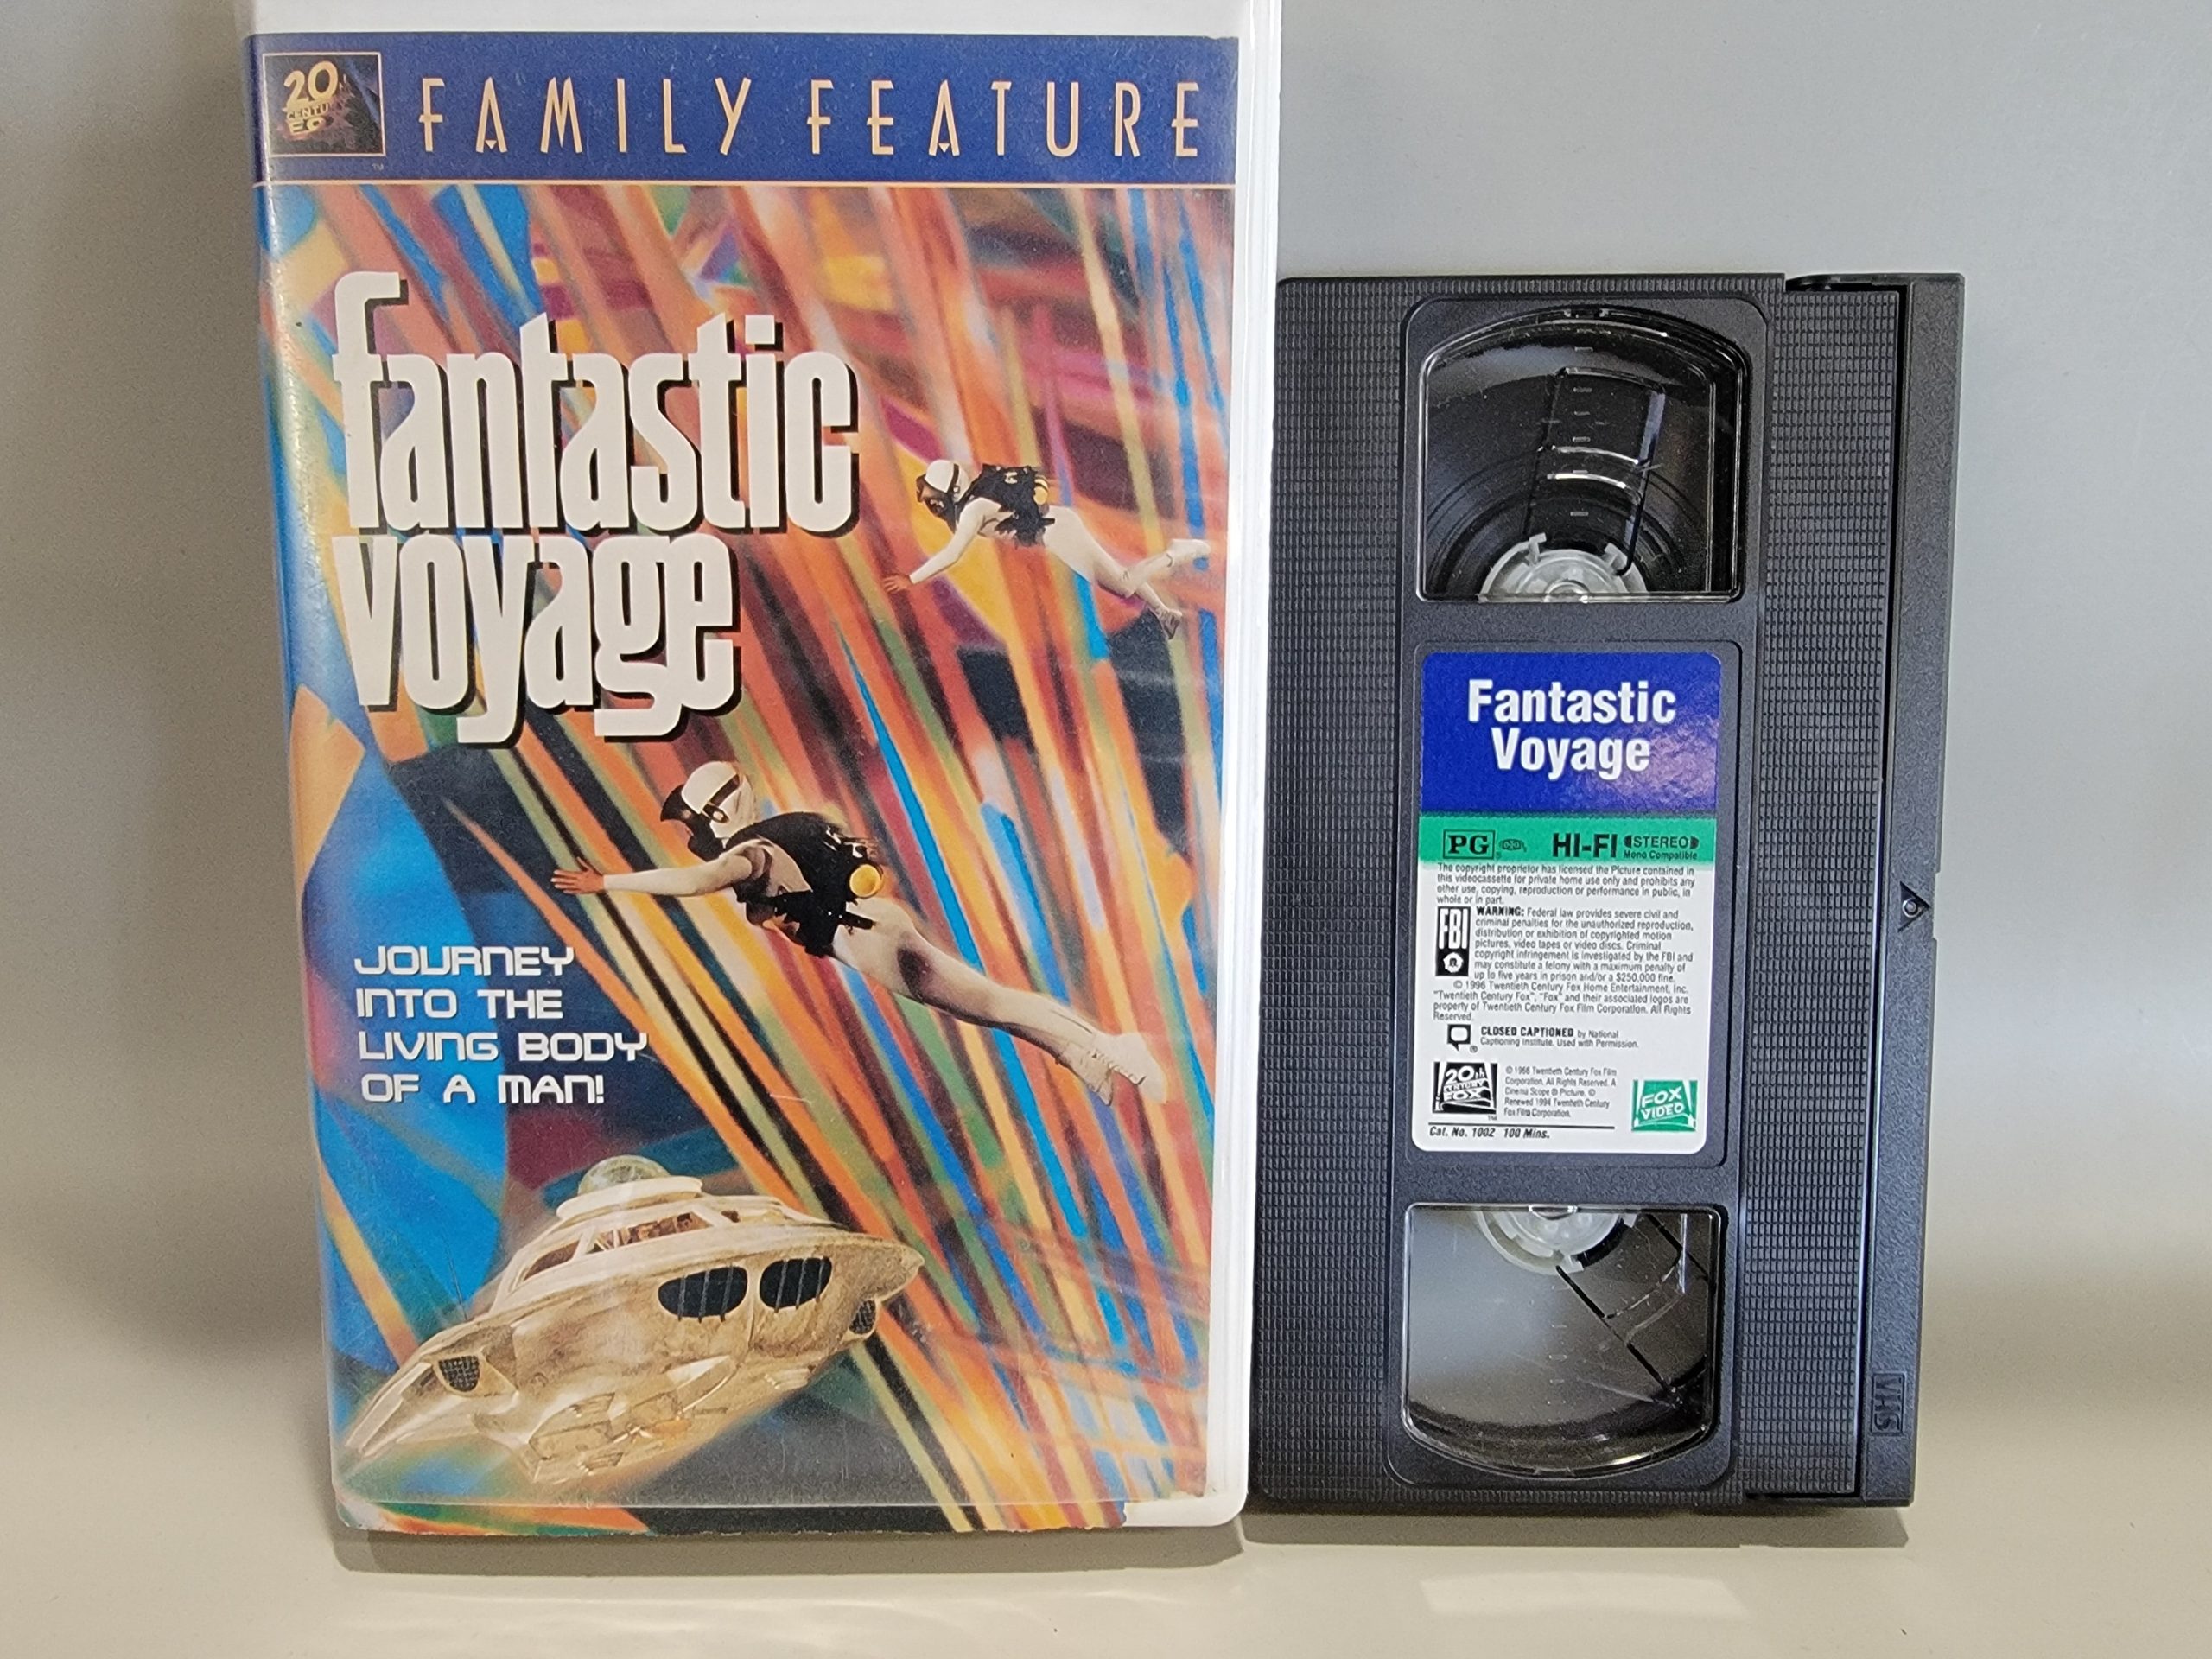 20th
CENTURY
FOX
TM
FAMILY FEATURE
fantastic
voyage
JOURNEY
INTO THE
LIVING BODY
OF A MAN!
Fantastic
Voyage
PG HI-FI STEREO
Mono Compatible
The copyright proprietor has licensed the Picture contained in
this videocassette for private home use only and prohibits any
other use, copying, reproduction or performance in public, in
whole or in part.
FBI
WARNING: Federal law provides severe civil and
criminal penalties for the unauthorized reproduction,
distribution or exhibition of copyrighted motion
pictures, video tapes or video discs. Criminal
copyright infringement is investigated by the FBI and
may constitute a felony with a maximum penalty of
up to five years in prison and/or a $250,000 fine.
© 1996 Twentieth Century Fox Home Entertainment, Inc.
"Twentieth Century Fox", "Fox" and their associated logos are
property of Twentieth Century Fox Film Corporation. All Rights
Reserved.
CLOSED CAPTIONED by National
Captioning Institute. Used with Permission.
20th
CENTURY
FOX
TM
© 1966 Twentieth Century Fox Film
Corporation. All Rights Reserved. A
Cinema Scope ® Picture. ©
Renewed 1994 Twentieth Century
Fox Film Corporation.
FOX
VIDEO
Cat. No. 1002 100 Mins.
VHS